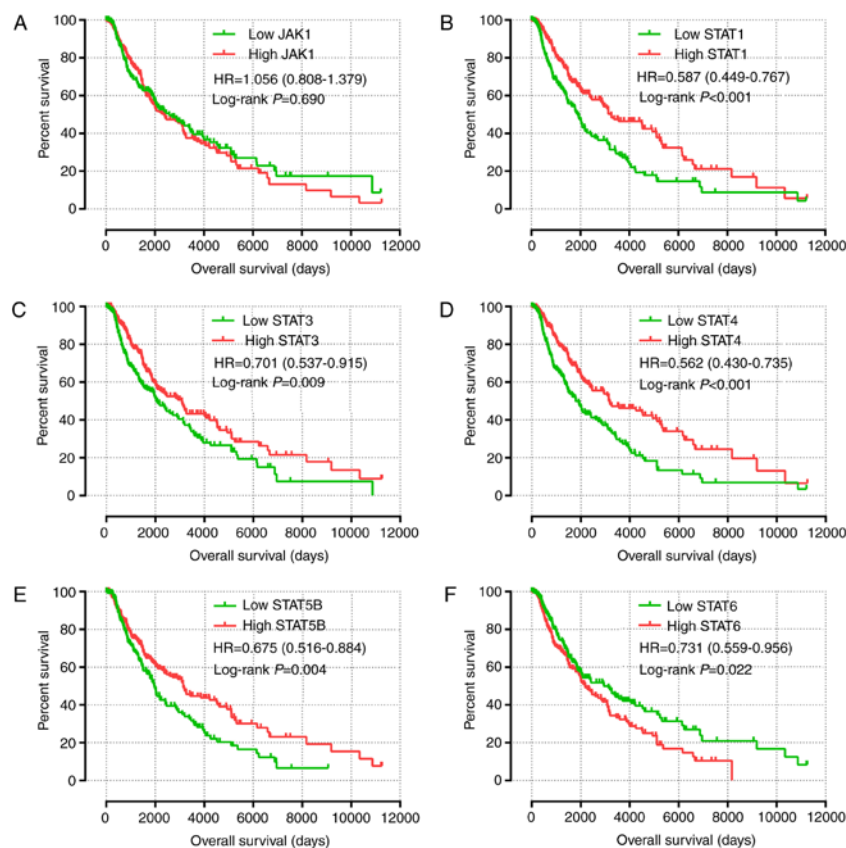 A
Low JAK1
High JAK1
HR=1.056 (0.808-1.379)
Log-rank P=0.690
Percent survival
100
80
60
40
20
0
0 2000 4000 6000 8000 10000 12000
Overall survival (days)
B
Low STAT1
High STAT1
HR=0.587 (0.449-0.767)
Log-rank P<0.001
Percent survival
100
80
60
40
20
0
0 2000 4000 6000 8000 10000 12000
Overall survival (days)
C
Low STAT3
High STAT3
HR=0.701 (0.537-0.915)
Log-rank P=0.009
Percent survival
100
80
60
40
20
0
0 2000 4000 6000 8000 10000 12000
Overall survival (days)
D
Low STAT4
High STAT4
HR=0.562 (0.430-0.735)
Log-rank P<0.001
Percent survival
100
80
60
40
20
0
0 2000 4000 6000 8000 10000 12000
Overall survival (days)
E
Low STAT5B
High STAT5B
HR=0.675 (0.516-0.884)
Log-rank P=0.004
Percent survival
100
80
60
40
20
0
0 2000 4000 6000 8000 10000 12000
Overall survival (days)
F
Low STAT6
High STAT6
HR=0.731 (0.559-0.956)
Log-rank P=0.022
Percent survival
100
80
60
40
20
0
0 2000 4000 6000 8000 10000 12000
Overall survival (days)